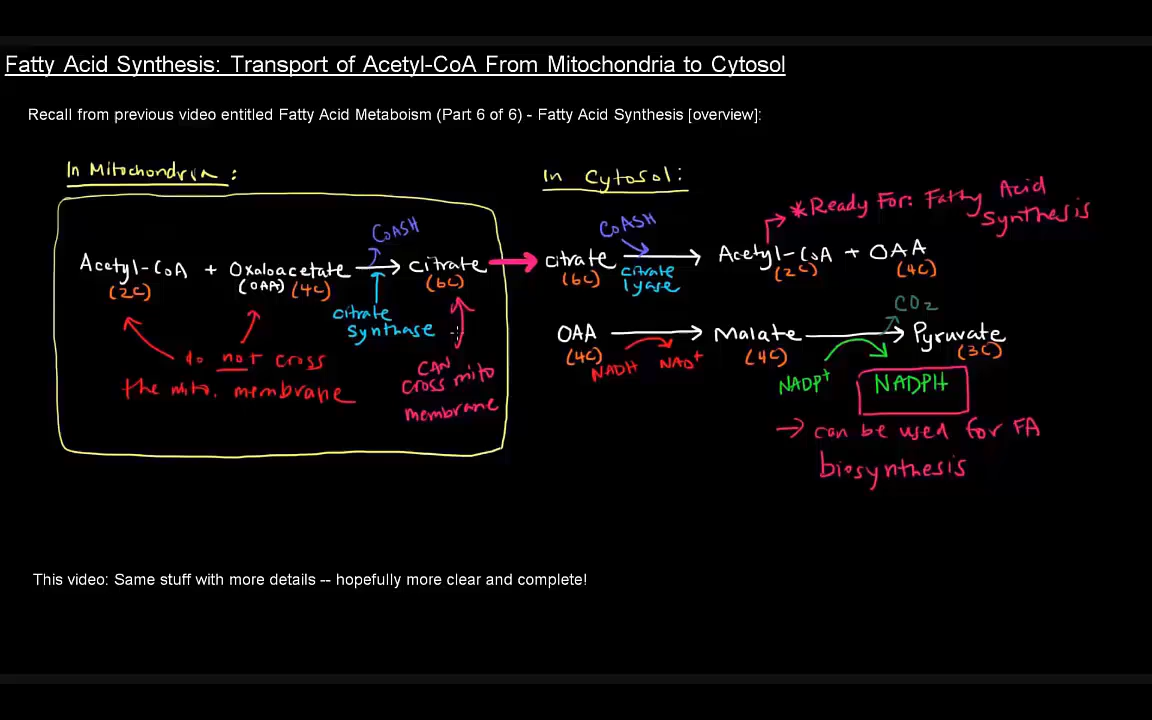 Fatty Acid Synthesis: Transport of Acetyl-CoA From Mitochondria to Cytosol
Recall from previous video entitled Fatty Acid Metaboism (Part 6 of 6) - Fatty Acid Synthesis [overview]:
In Mitochondria:
Acetyl-CoA + Oxaloacetate → citrate
CoASH
(2C) (OAA) (4C) (6C)
citrate
synthase
do not cross
the mito. membrane
CAN
cross mito
membrane
In Cytosol:
*Ready For: Fatty Acid
synthesis
CoASH
citrate → Acetyl-CoA + OAA
(6C) (2C) (4C)
citrate
lyase
CO2
OAA → Malate → Pyruvate
(4C) (4C) (3C)
NADH NAD+
NADP+ NADPH
→ can be used for FA
biosynthesis
This video: Same stuff with more details -- hopefully more clear and complete!